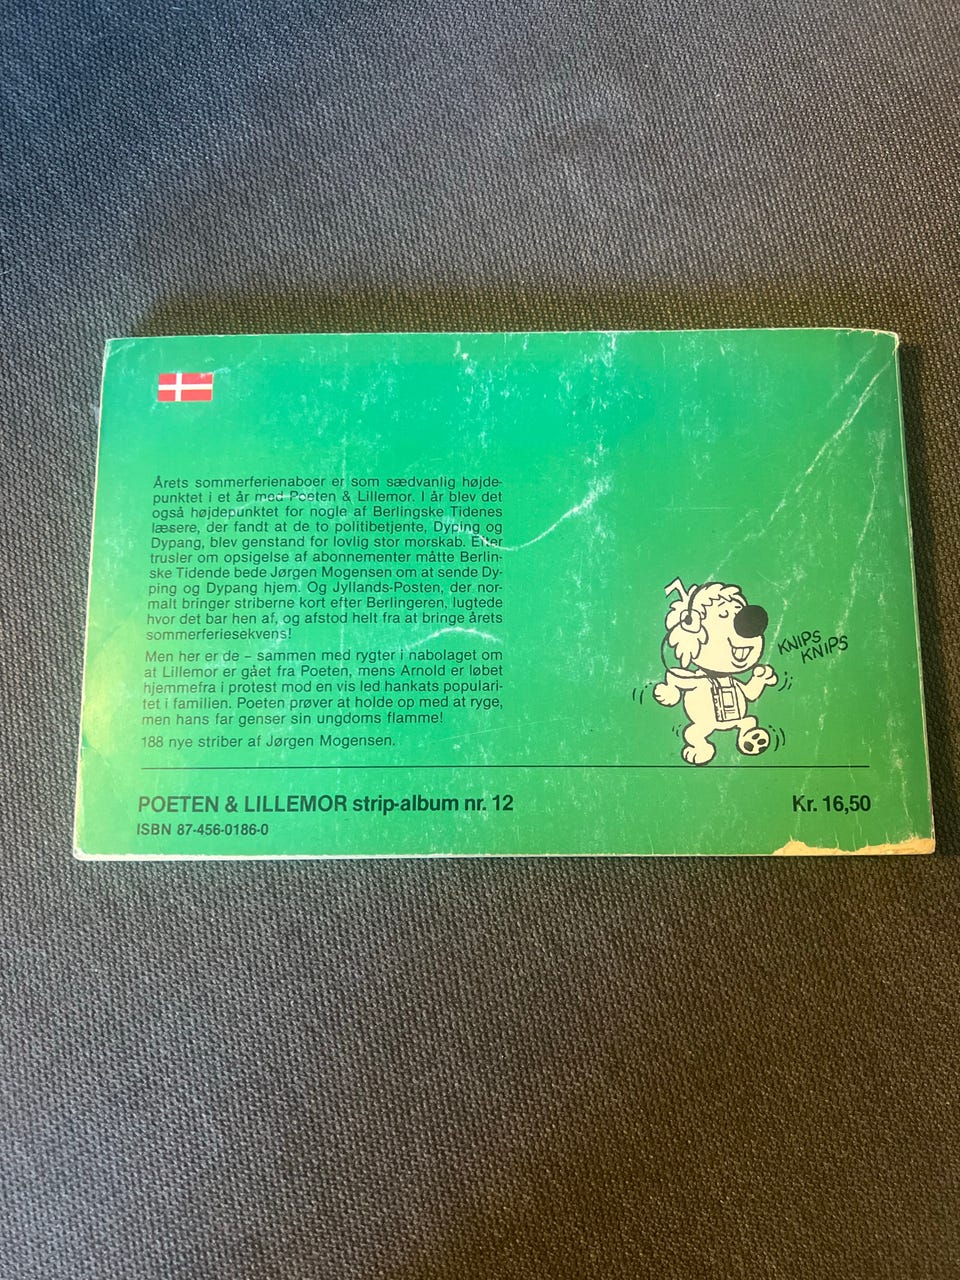 Årets sommerferienaboer er som sædvanlig højde-
punktet i et år med Poeten & Lillemor. I år blev det
også højdepunktet for nogle af Berlingske Tidenes
læsere, der fandt at de to politibetjente, Dyping og
Dypang, blev genstand for lovlig stor morskab. Efter
trusler om opsigelse af abonnementer måtte Berlin-
ske Tidende bede Jørgen Mogensen om at sende Dy-
ping og Dypang hjem. Og Jyllands-Posten, der nor-
malt bringer striberne kort efter Berlingeren, lugtede
hvor det bar hen af, og afstod helt fra at bringe årets
sommerferiesekvens!
Men her er de – sammen med rygter i nabolaget om
at Lillemor er gået fra Poeten, mens Arnold er løbet
hjemmefra i protest mod en vis led hankats populari-
tet i familien. Poeten prøver at holde op med at ryge,
men hans far genser sin ungdoms flamme!
188 nye striber af Jørgen Mogensen.
KNIPS
KNIPS
POETEN & LILLEMOR strip-album nr. 12 Kr. 16,50
ISBN 87-456-0186-0